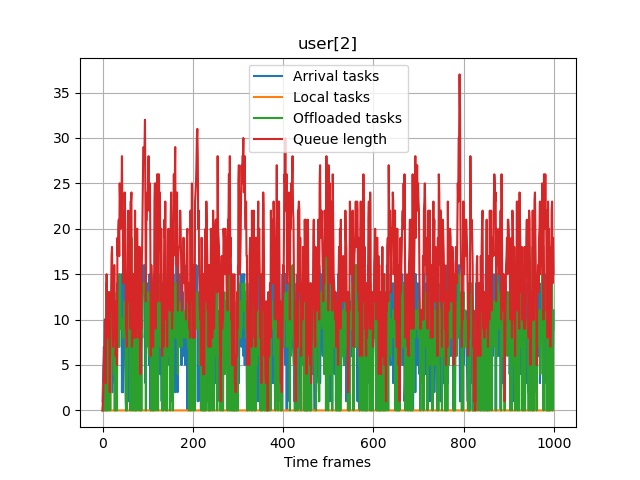 user[2]
Arrival tasks
Local tasks
Offloaded tasks
Queue length
35
30
25
20
15
10
5
0
0 200 400 600 800 1000
Time frames